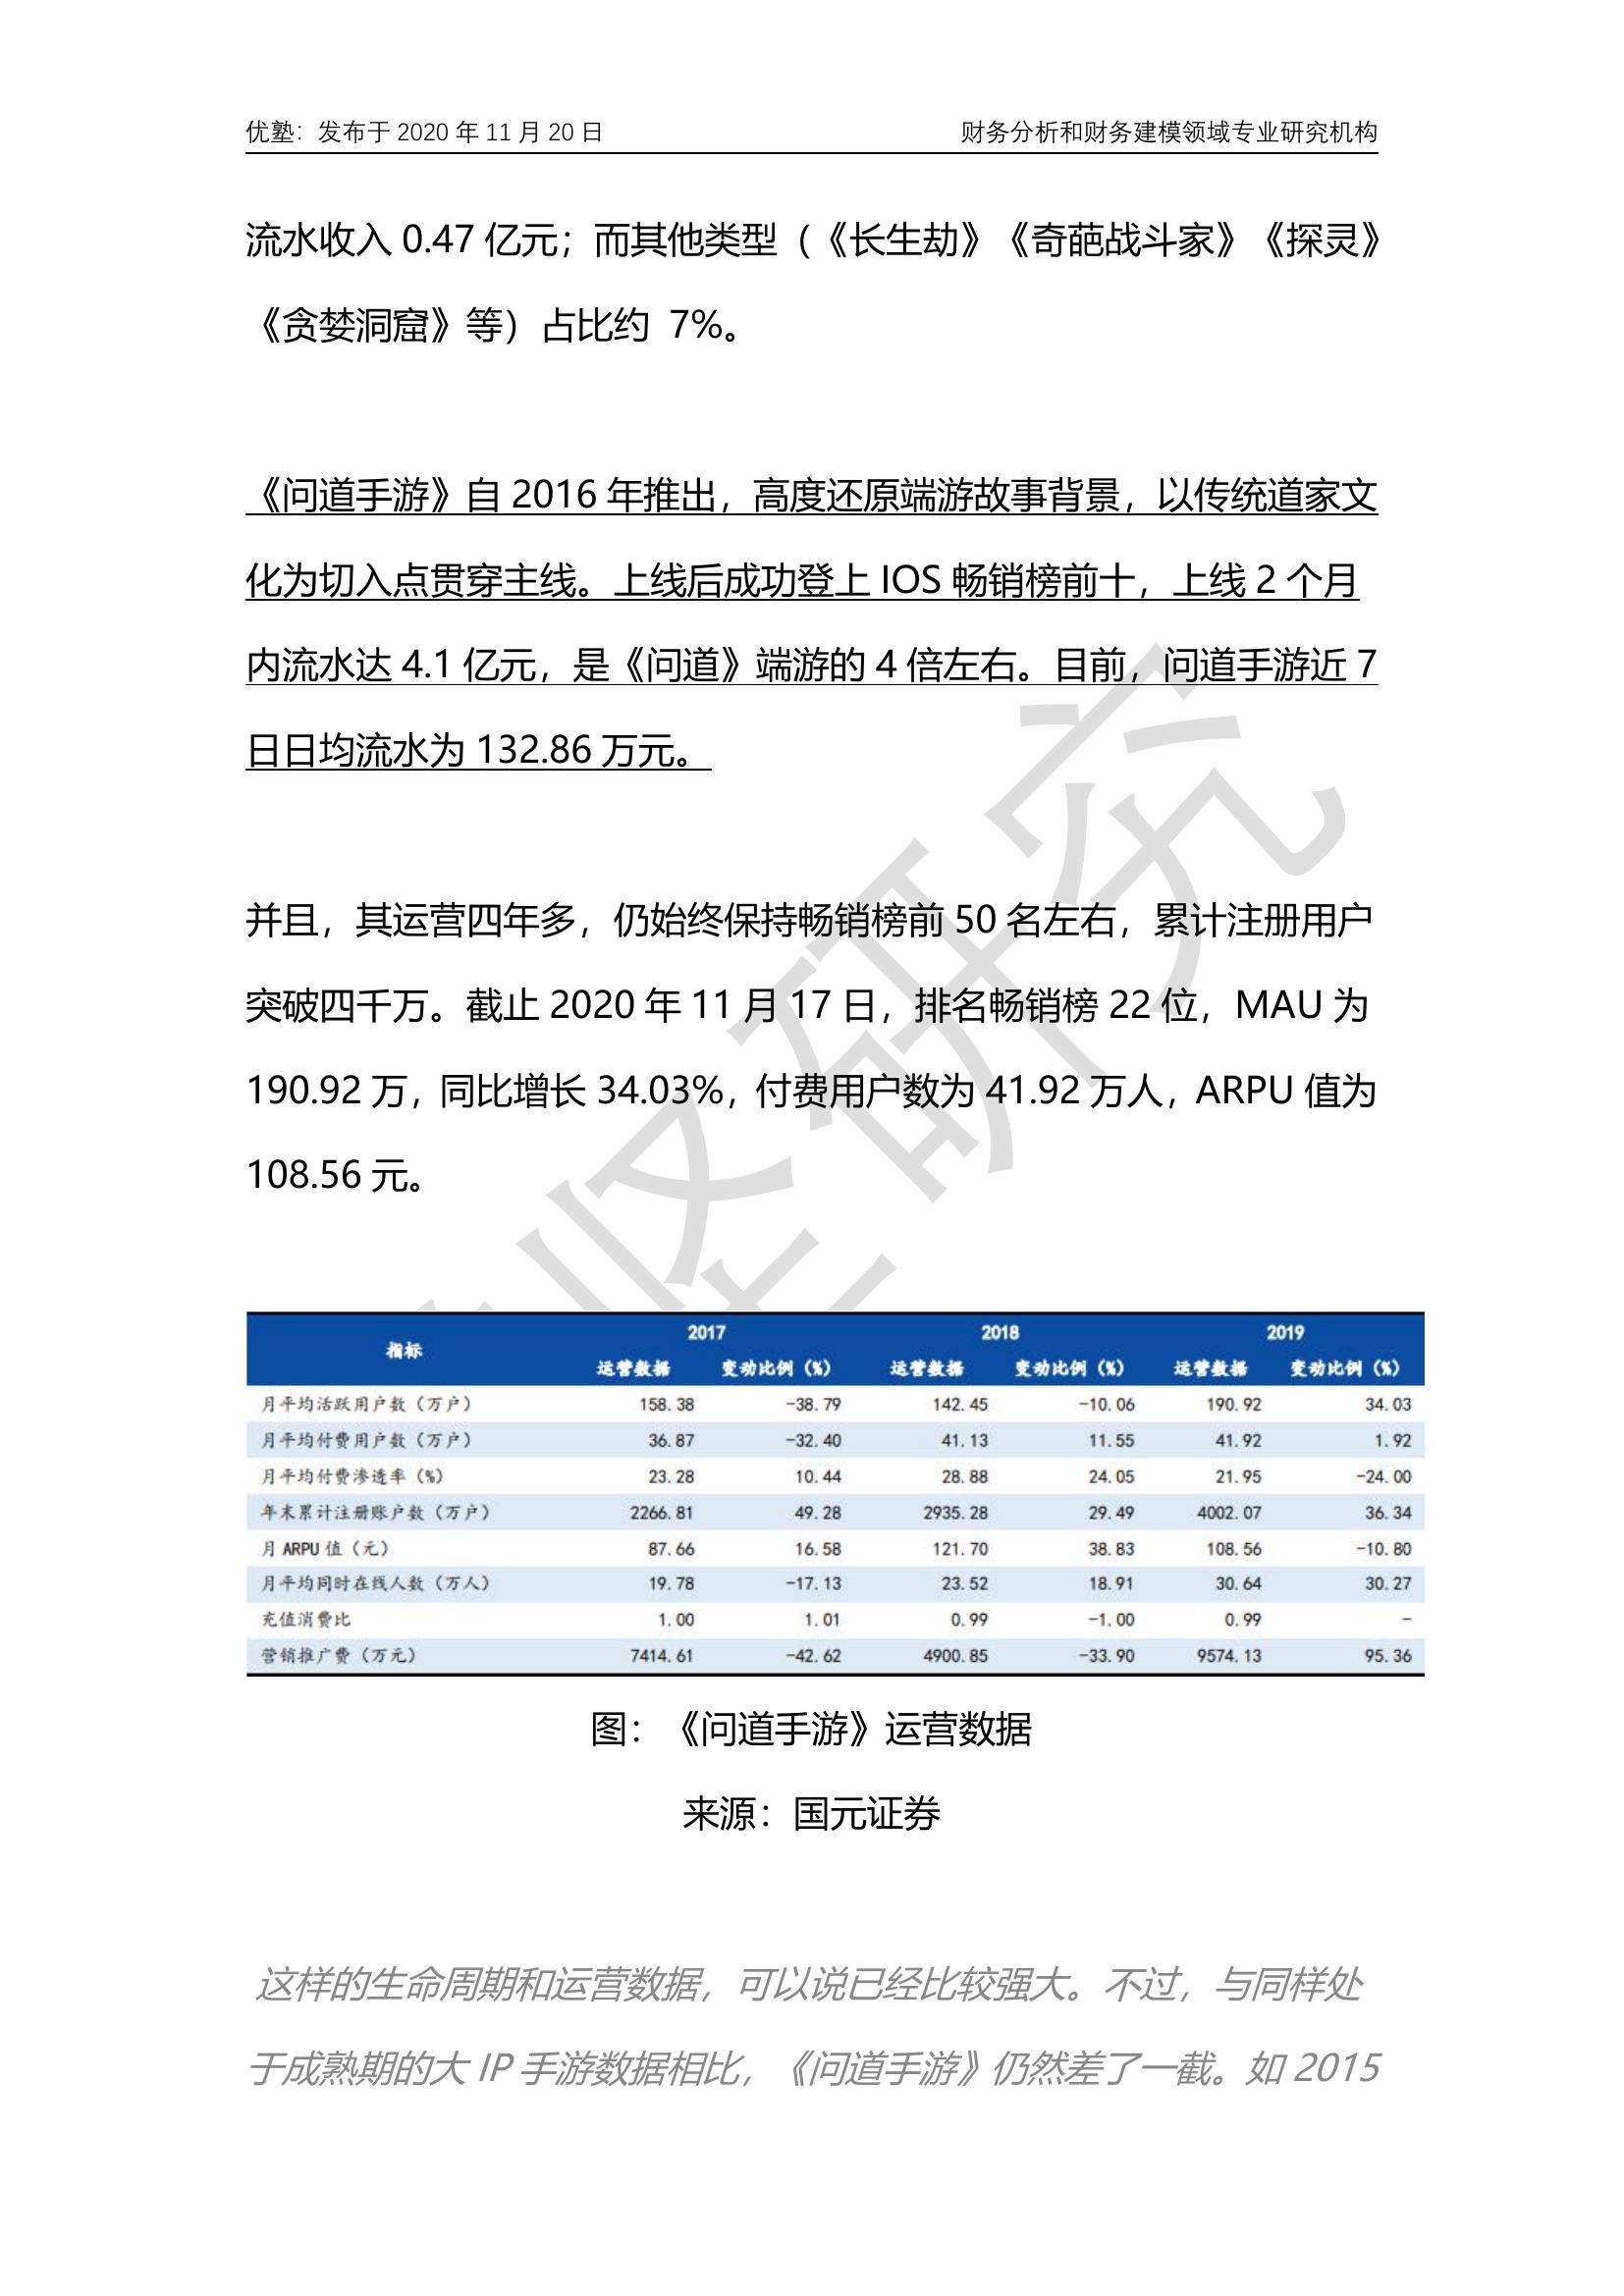 优塾：发布于 2020 年 11 月 20 日 财务分析和财务建模领域专业研究机构
流水收入 0.47 亿元；而其他类型（《长生劫》《奇葩战斗家》《探灵》
《贪婪洞窟》等）占比约 7%。
《问道手游》自 2016 年推出，高度还原端游故事背景，以传统道家文
化为切入点贯穿主线。上线后成功登上 IOS 畅销榜前十，上线 2 个月
内流水达 4.1 亿元，是《问道》端游的 4 倍左右。目前，问道手游近 7
日日均流水为 132.86 万元。
并且，其运营四年多，仍始终保持畅销榜前 50 名左右，累计注册用户
突破四千万。截止 2020 年 11 月 17 日，排名畅销榜 22 位，MAU 为
190.92 万，同比增长 34.03%，付费用户数为 41.92 万人，ARPU 值为
108.56 元。
指标 2017 2018 2019
运营数据 变动比例（%） 运营数据 变动比例（%） 运营数据 变动比例（%）
月平均活跃用户数（万户） 158.38 -38.79 142.45 -10.06 190.92 34.03
月平均付费用户数（万户） 36.87 -32.40 41.13 11.55 41.92 1.92
月平均付费渗透率（%） 23.28 10.44 28.88 24.05 21.95 -24.00
年末累计注册账户数（万户） 2266.81 49.28 2935.28 29.49 4002.07 36.34
月 ARPU 值（元） 87.66 16.58 121.70 38.83 108.56 -10.80
月平均同时在线人数（万人） 19.78 -17.13 23.52 18.91 30.64 30.27
充值消费比 1.00 1.01 0.99 -1.00 0.99 -
营销推广费（万元） 7414.61 -42.62 4900.85 -33.90 9574.13 95.36
图：《问道手游》运营数据
来源：国元证券
这样的生命周期和运营数据，可以说已经比较强大。不过，与同样处
于成熟期的大 IP 手游数据相比，《问道手游》仍然差了一截。如 2015
坚研究